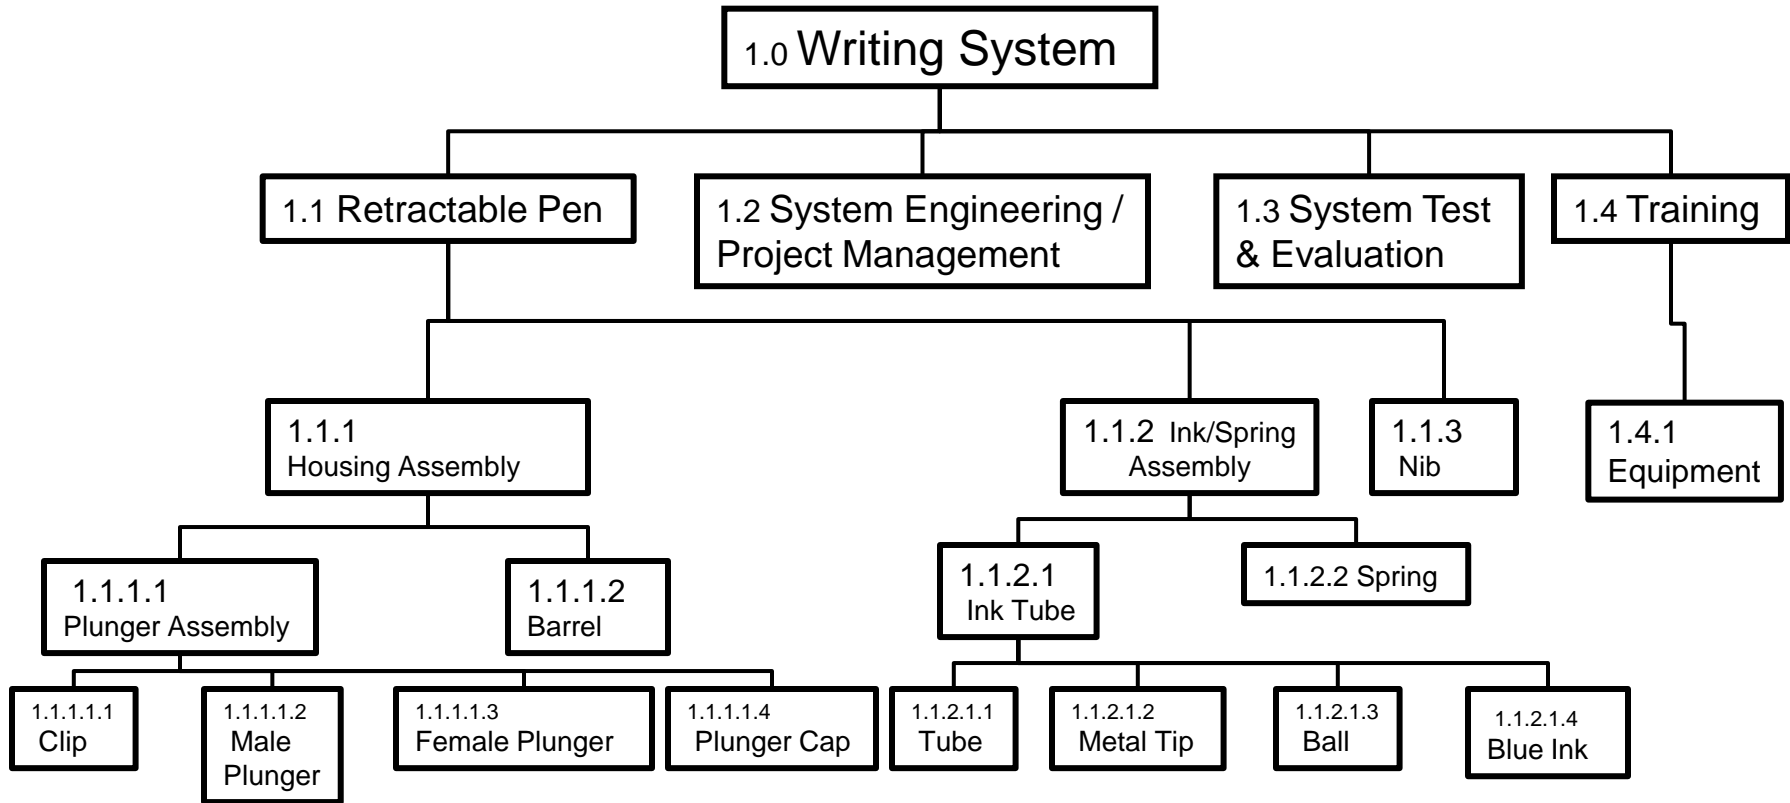 1.0 Writing System
1.1 Retractable Pen
1.2 System Engineering /
Project Management
1.3 System Test
& Evaluation
1.4 Training
1.1.1
Housing Assembly
1.1.2 Ink/Spring
Assembly
1.1.3
Nib
1.4.1
Equipment
1.1.1.1
Plunger Assembly
1.1.1.2
Barrel
1.1.2.1
Ink Tube
1.1.2.2 Spring
1.1.1.1.1
Clip
1.1.1.1.2
Male
Plunger
1.1.1.1.3
Female Plunger
1.1.1.1.4
Plunger Cap
1.1.2.1.1
Tube
1.1.2.1.2
Metal Tip
1.1.2.1.3
Ball
1.1.2.1.4
Blue Ink